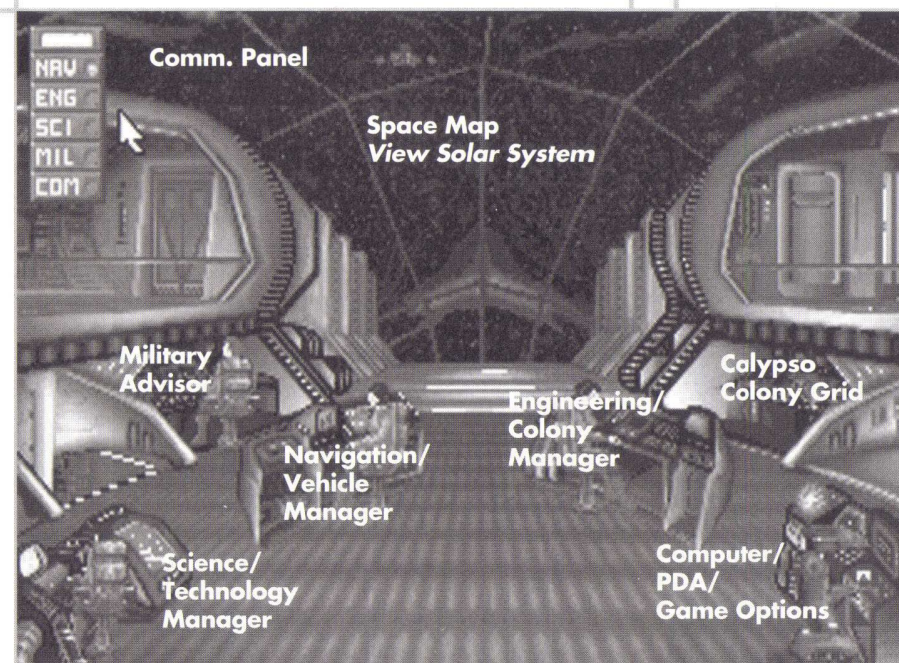 NAV
ENG
SCI
MIL
COM
Comm. Panel
Space Map
View Solar System
Military
Advisor
Calypso
Colony Grid
Engineering/
Colony
Manager
Navigation/
Vehicle
Manager
Science/
Technology
Manager
Computer/
PDA/
Game Options